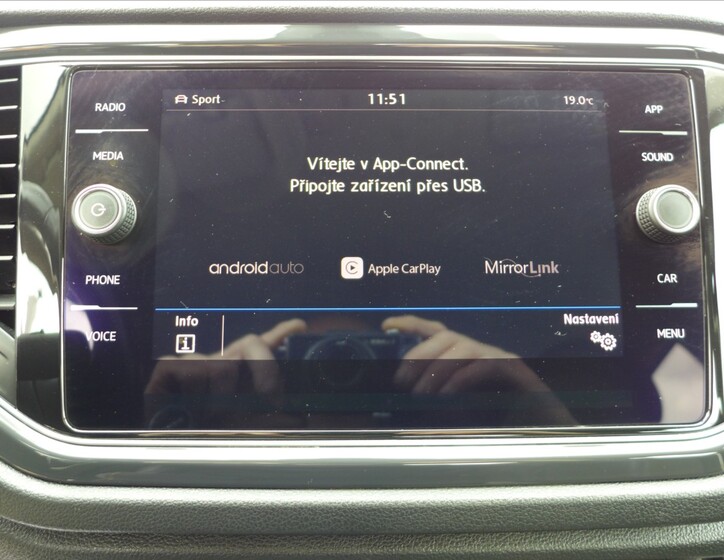 RADIO
MEDIA
PHONE
VOICE
Sport
11:51
19.0°C
Vítejte v App-Connect.
Připojte zařízení přes USB.
androidauto
Apple CarPlay
MirrorLink
Info
i
Nastavení
APP
SOUND
CAR
MENU